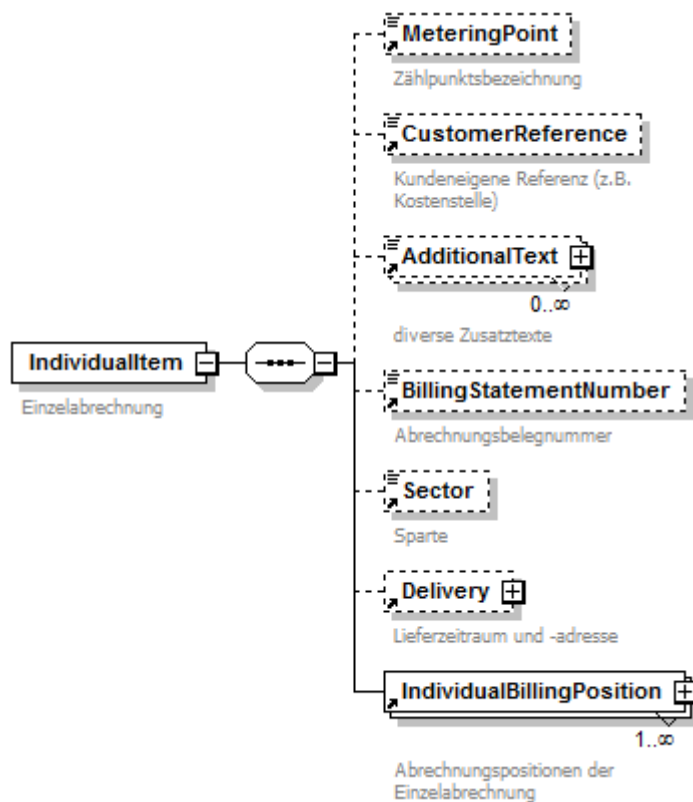 MeteringPoint
Zählpunktsbezeichnung
CustomerReference
Kundeneigene Referenz (z.B.
Kostenstelle)
AdditionalText
0..∞
diverse Zusatztexte
IndividualItem
Einzelabrechnung
BillingStatementNumber
Abrechnungsbelegnummer
Sector
Sparte
Delivery
Lieferzeitraum und -adresse
IndividualBillingPosition
1..∞
Abrechnungspositionen der
Einzelabrechnung